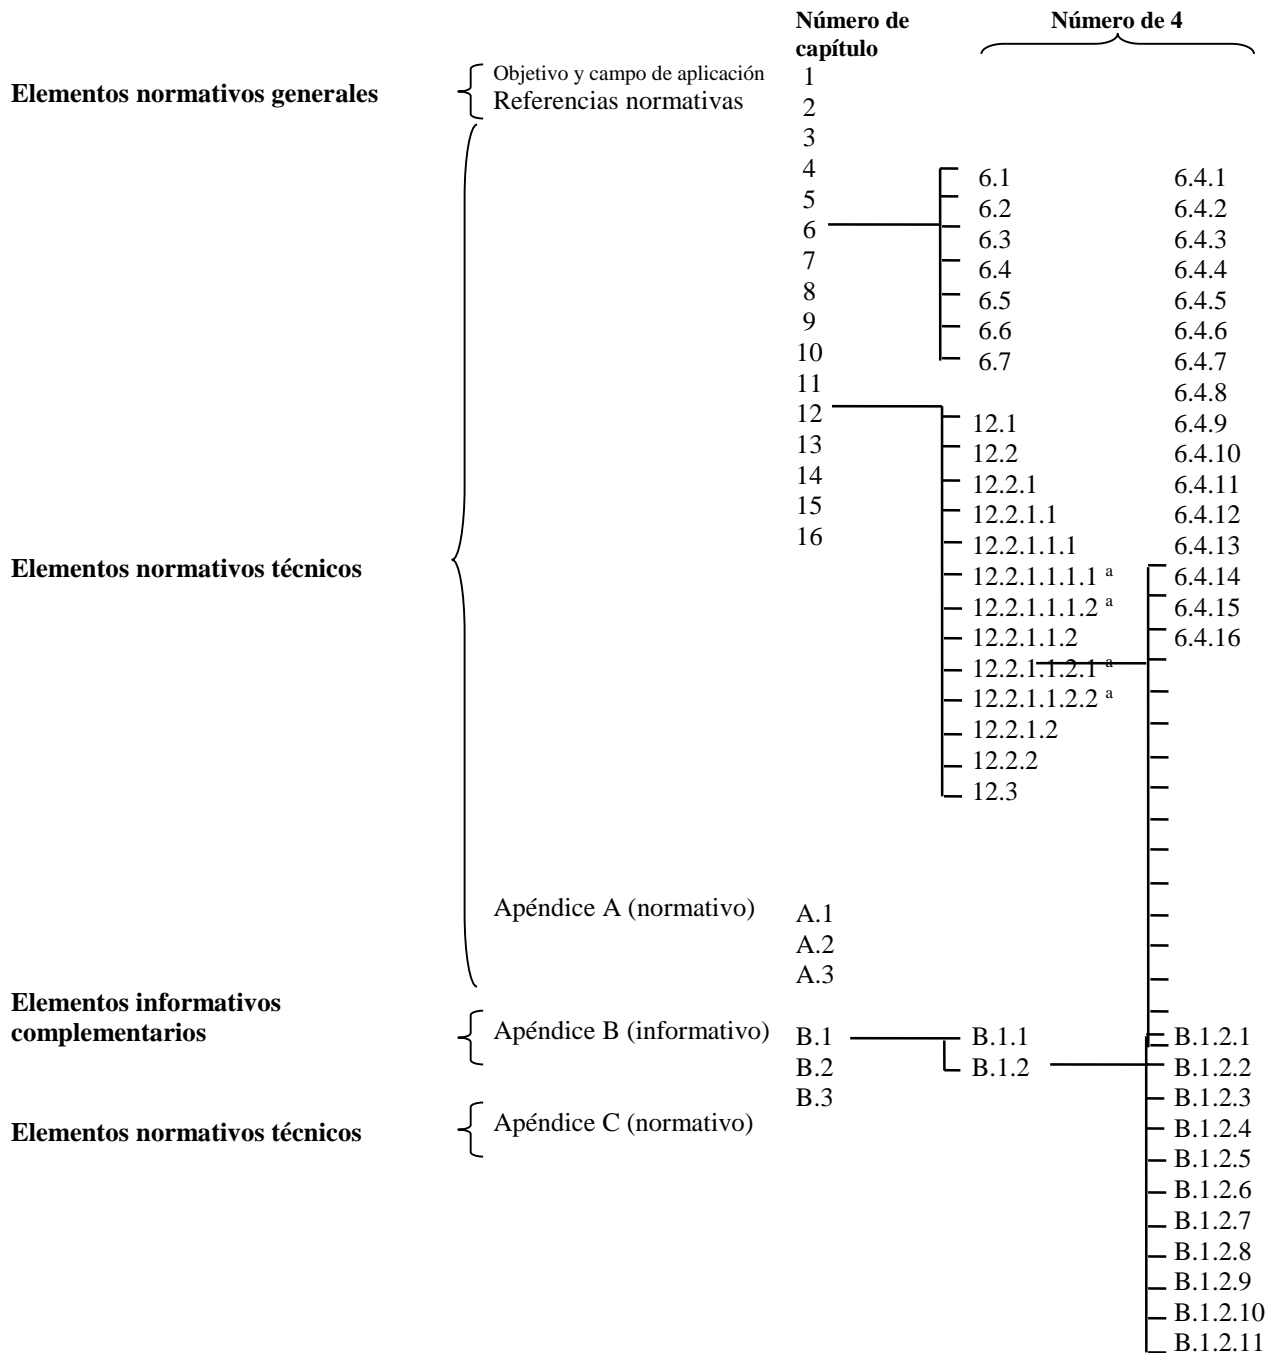 Número de
capítulo
Número de 4
Elementos normativos generales
Objetivo y campo de aplicación
Referencias normativas
1
2
3
4
5
6
7
8
9
10
11
12
13
14
15
16
6.1
6.2
6.3
6.4
6.5
6.6
6.7
6.4.1
6.4.2
6.4.3
6.4.4
6.4.5
6.4.6
6.4.7
6.4.8
6.4.9
6.4.10
6.4.11
6.4.12
6.4.13
6.4.14
6.4.15
6.4.16
12.1
12.2
12.2.1
12.2.1.1
12.2.1.1.1
12.2.1.1.1.1 a
12.2.1.1.1.2 a
12.2.1.1.2
12.2.1.1.2.1 a
12.2.1.1.2.2 a
12.2.1.2
12.2.2
12.3
Elementos normativos técnicos
Apéndice A (normativo)
A.1
A.2
A.3
Elementos informativos
complementarios
Apéndice B (informativo)
B.1
B.2
B.3
B.1.1
B.1.2
B.1.2.1
B.1.2.2
B.1.2.3
B.1.2.4
B.1.2.5
B.1.2.6
B.1.2.7
B.1.2.8
B.1.2.9
B.1.2.10
B.1.2.11
Elementos normativos técnicos
Apéndice C (normativo)